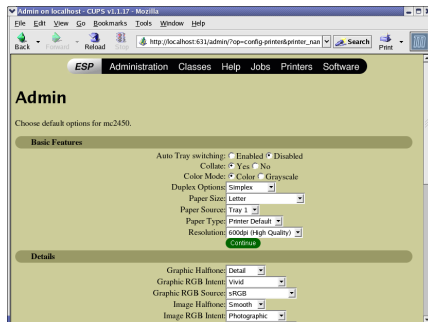 Admin on localhost - CUPS v1.1.17 - Mozilla
File Edit View Go Bookmarks Tools Window Help
Back Forward Reload Stop http://localhost:631/admin/?op=config-printer&printer_nam Search Print
ESP Administration Classes Help Jobs Printers Software
Admin
Choose default options for mc2450.
Basic Features
Auto Tray switching: Enabled Disabled
Collate: Yes No
Color Mode: Color Grayscale
Duplex Options: Simplex
Paper Size: Letter
Paper Source: Tray 1
Paper Type: Printer Default
Resolution: 600dpi (High Quality)
Continue
Details
Graphic Halftone: Detail
Graphic RGB Intent: Vivid
Graphic RGB Source: sRGB
Image Halftone: Smooth
Image RGB Intent: Photographic